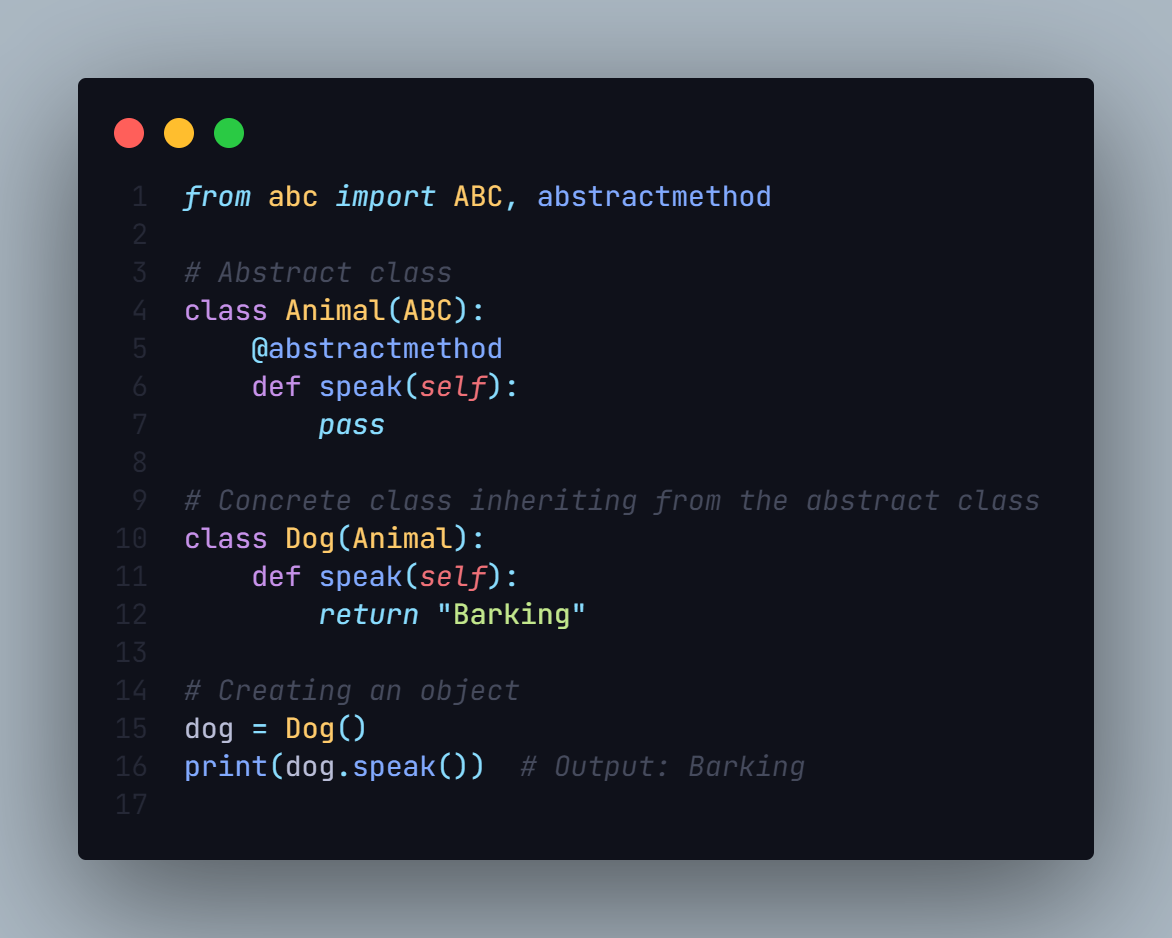 1 from abc import ABC, abstractmethod
2
3 # Abstract class
4 class Animal(ABC):
5     @abstractmethod
6     def speak(self):
7         pass
8
9 # Concrete class inheriting from the abstract class
10 class Dog(Animal):
11     def speak(self):
12         return "Barking"
13
14 # Creating an object
15 dog = Dog()
16 print(dog.speak())  # Output: Barking
17